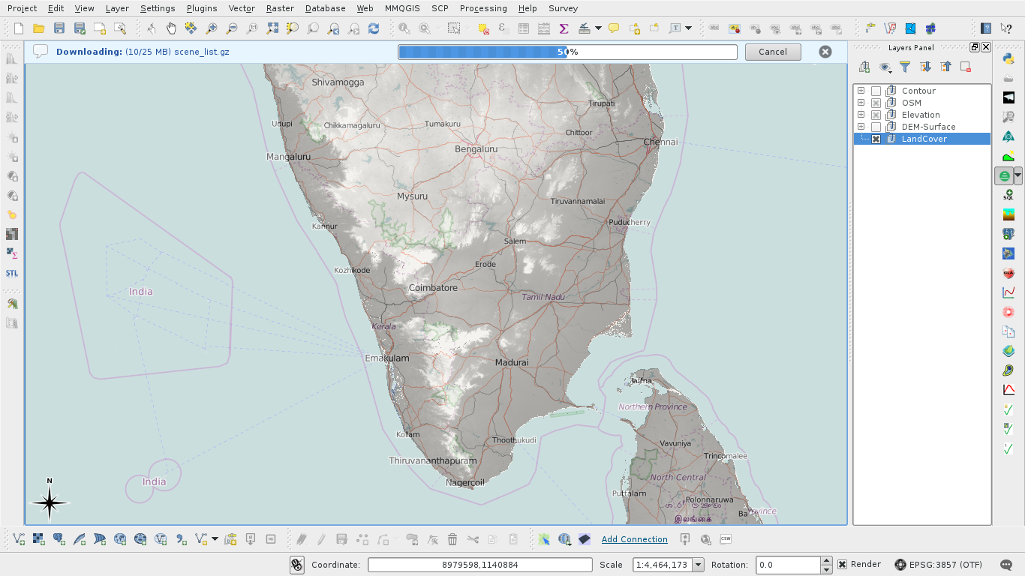 Project Edit View Layer Settings Plugins Vector Raster Database Web MMQGIS SCP Processing Help Survey
Downloading: (10/25 MB) scene_list.gz
50%
Cancel
Layers Panel
Contour
OSM
Elevation
DEM-Surface
LandCover
STL
Shivamogga
Tirupati
Udupi
Chikkamagaluru
Tumakuru
Chittoor
Chennai
Bengaluru
Mangaluru
Mysuru
Tiruvannamalai
Kannur
Puducherry
Salem
Kozhikode
Erode
Coimbatore
India
Tamil Nadu
Kerala
Ernakulam
Madurai
Jaffna
Northern Province
Kollam
Thoothukudi
Vavuniya
Trincomalee
Thiruvananthapuram
North Central
India
Nagercoil
Puttalam
Polonnaruwa
N
இலங்கை
Add Connection
Coordinate: 8979598,1140884 Scale 1:4,464,173 Rotation: 0.0 Render EPSG:3857 (OTF)